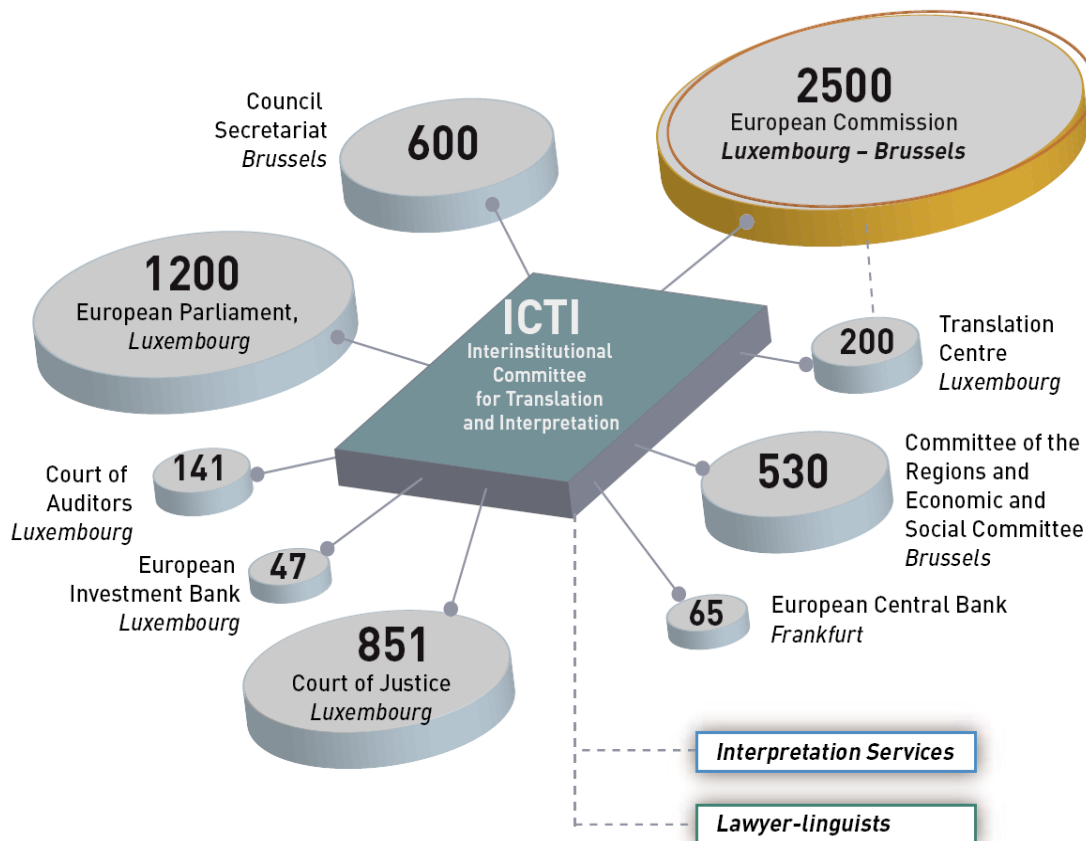 2500
European Commission
Luxembourg – Brussels
Council
Secretariat
Brussels
600
1200
European Parliament,
Luxembourg
ICTI
Interinstitutional
Committee
for Translation
and Interpretation
200
Translation
Centre
Luxembourg
141
Court of
Auditors
Luxembourg
530
Committee of the
Regions and
Economic and
Social Committee
Brussels
47
European
Investment Bank
Luxembourg
65
European Central Bank
Frankfurt
851
Court of Justice
Luxembourg
Interpretation Services
Lawyer-linguists